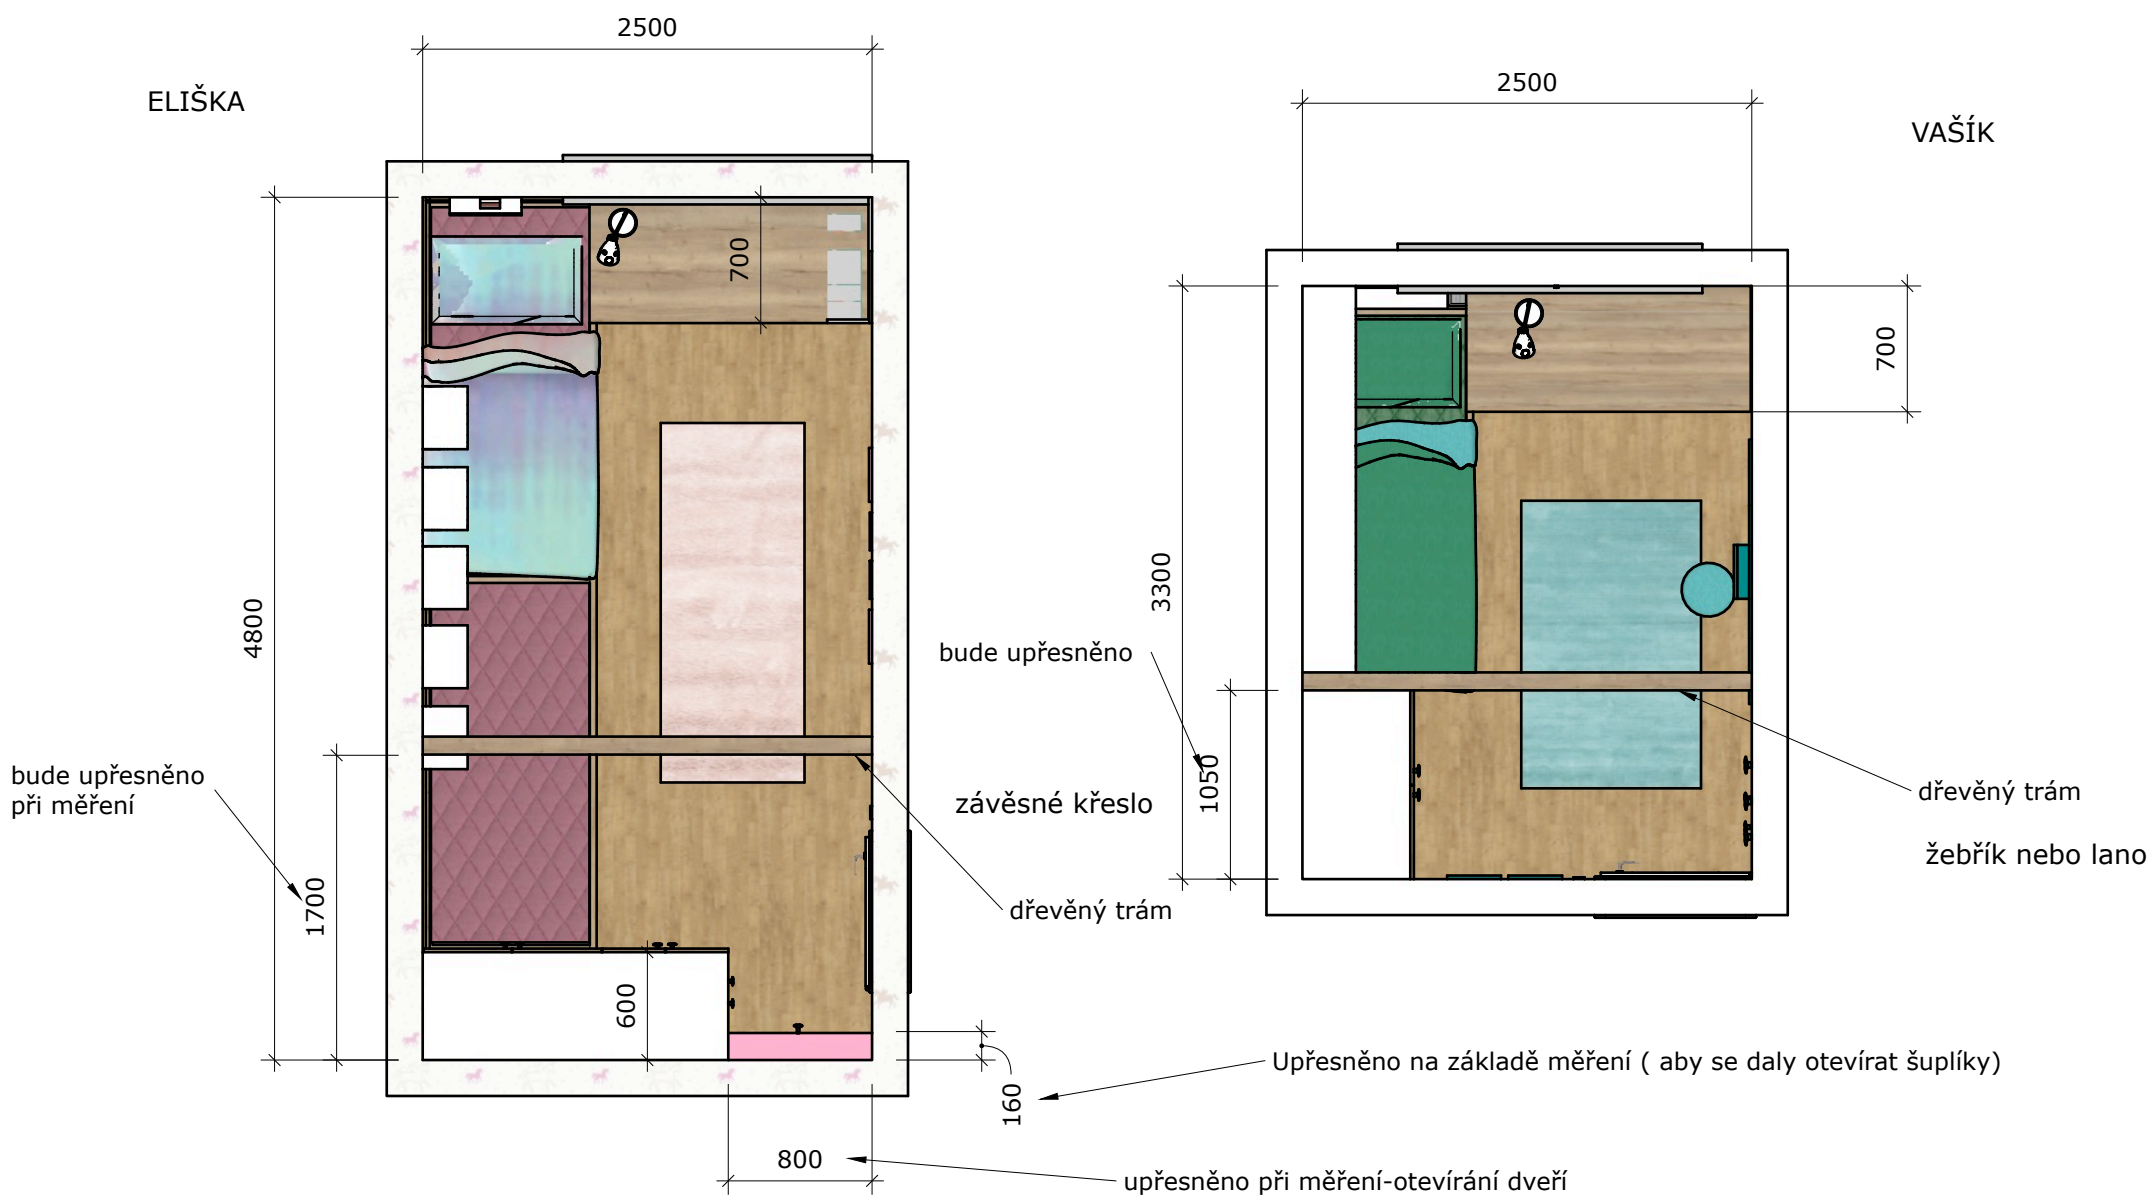 2500
ELIŠKA
2500
VAŠÍK
700
700
4800
3300
bude upřesněno
1050
bude upřesněno
při měření
závěsné křeslo
dřevěný trám
žebřík nebo lano
1700
dřevěný trám
600
Upřesněno na základě měření ( aby se daly otevírat šuplíky)
160
800
upřesněno při měření-otevírání dveří